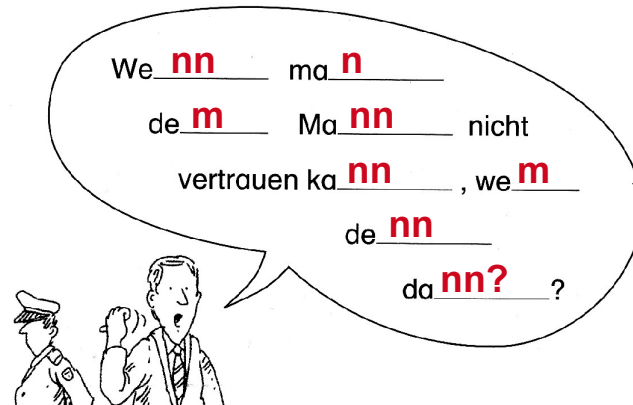 Wenn man
dem Mann nicht
vertrauen kann, wem
denn
dann? ?